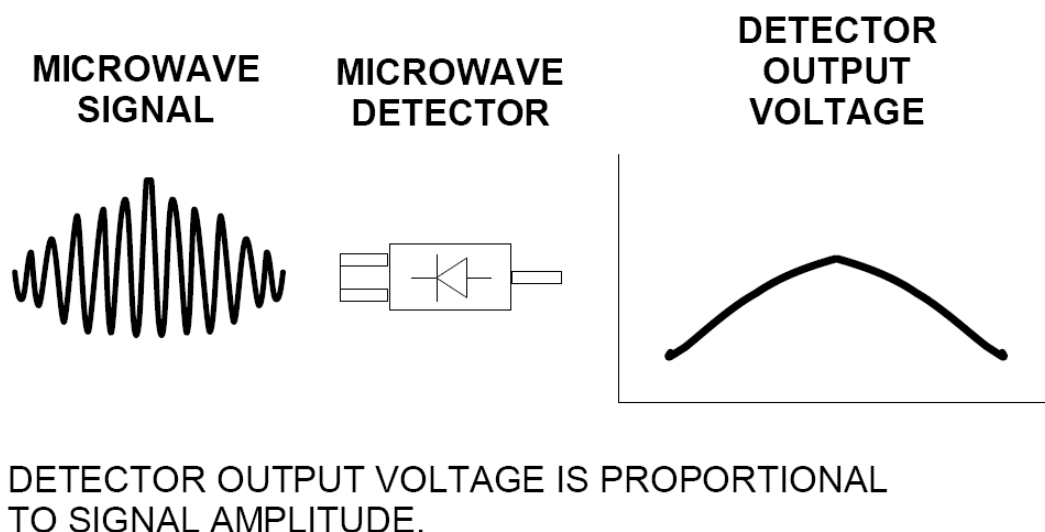 MICROWAVE
SIGNAL
MICROWAVE
DETECTOR
DETECTOR
OUTPUT
VOLTAGE
DETECTOR OUTPUT VOLTAGE IS PROPORTIONAL
TO SIGNAL AMPLITUDE.